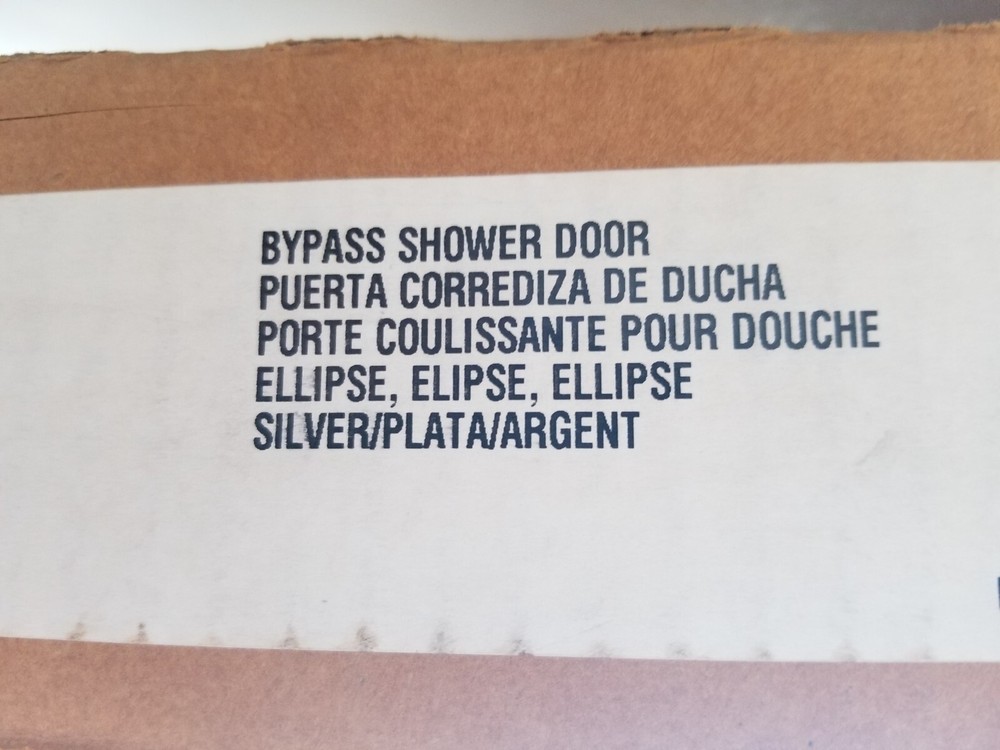 BYPASS SHOWER DOOR
PUERTA CORREDIZA DE DUCHA
PORTE COULISSANTE POUR DOUCHE
ELLIPSE, ELIPSE, ELLIPSE
SILVER/PLATA/ARGENT